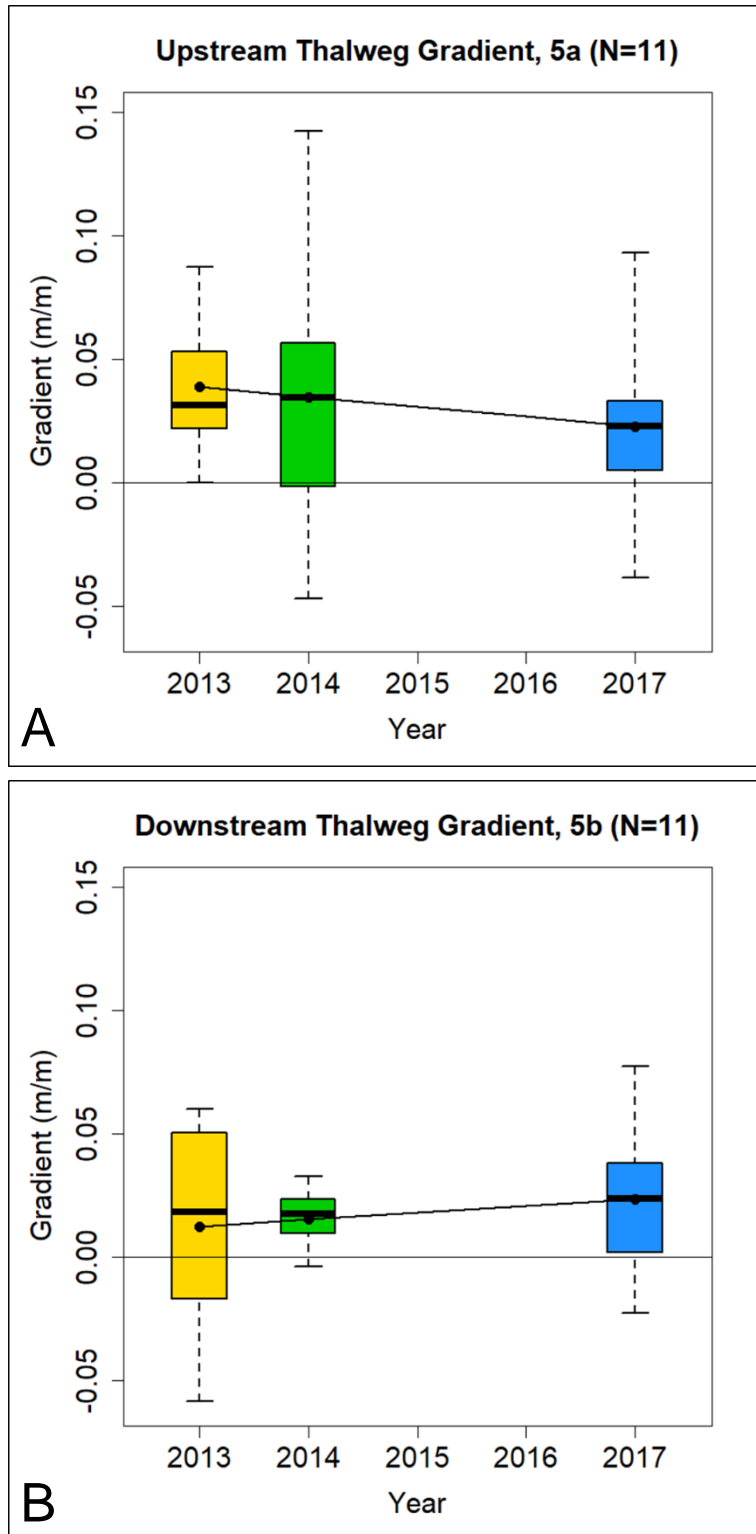 Upstream Thalweg Gradient, 5a (N=11)
Gradient (m/m)
0.15
0.10
0.05
0.00
-0.05
2013 2014 2015 2016 2017
Year
A
Downstream Thalweg Gradient, 5b (N=11)
Gradient (m/m)
0.15
0.10
0.05
0.00
-0.05
2013 2014 2015 2016 2017
Year
B